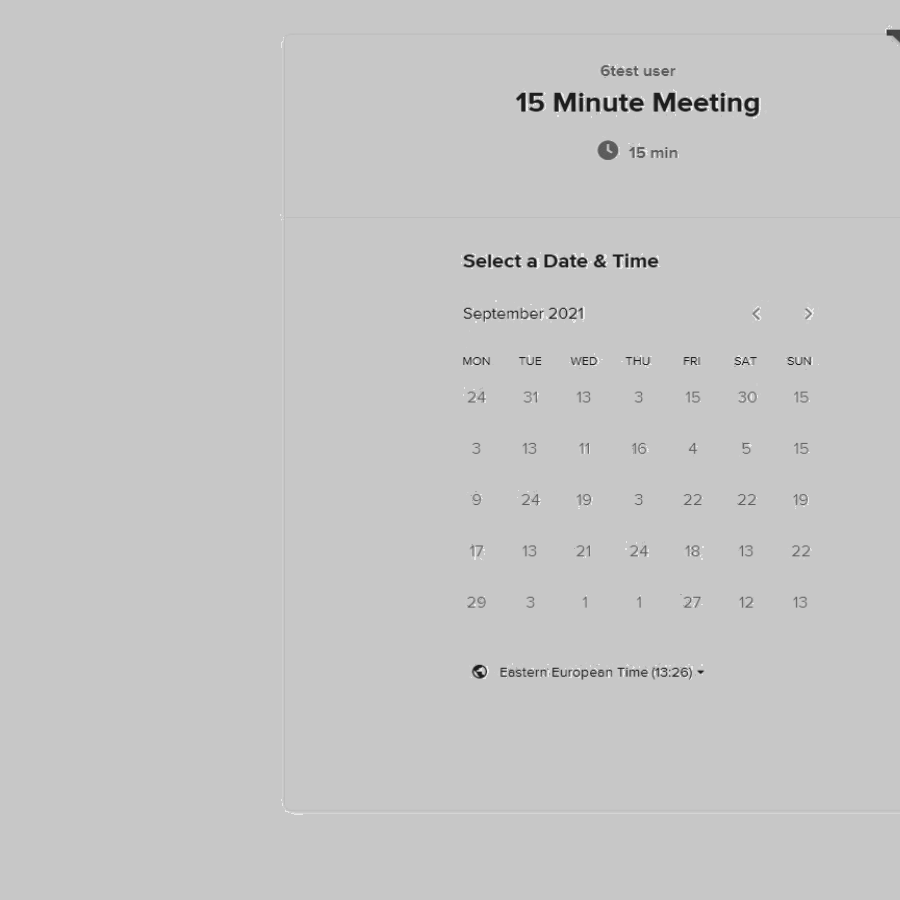 6test user
15 Minute Meeting
15 min
Select a Date & Time
September 2021
MON TUE WED THU FRI SAT SUN
24 31 13 3 15 30 15
3 13 11 16 4 5 15
9 24 19 3 22 22 19
17 13 21 24 18 13 22
29 3 1 1 27 12 13
Eastern European Time (13:26)